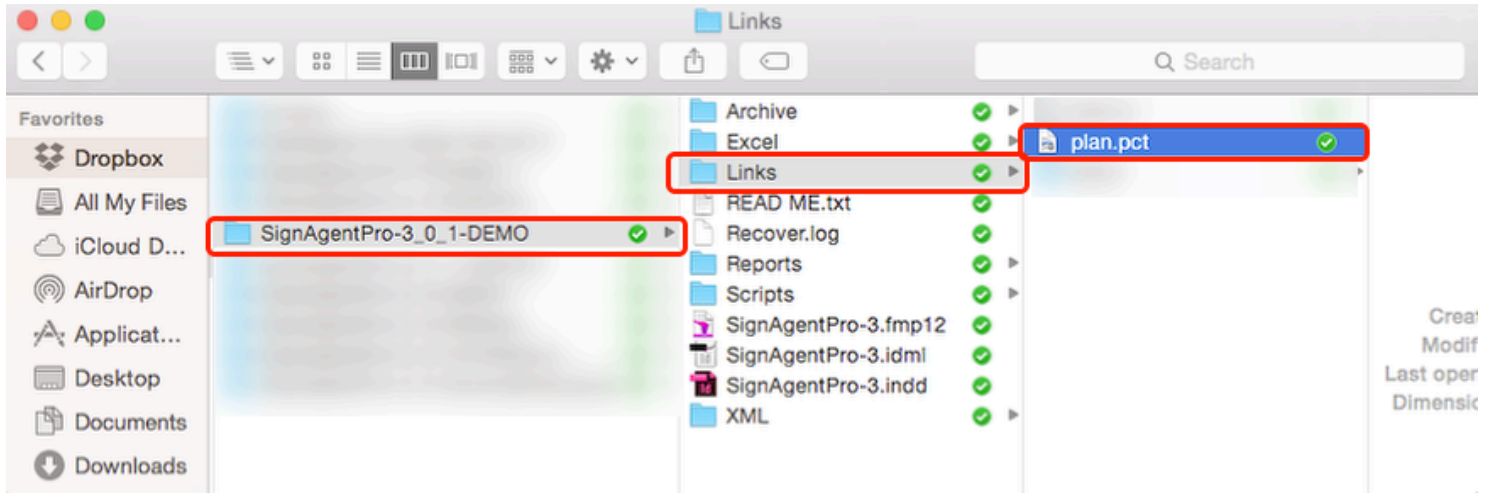 Links
Search
Favorites
Dropbox
All My Files
iCloud D...
AirDrop
Applicat...
Desktop
Documents
Downloads
SignAgentPro-3_0_1-DEMO
Archive
Excel
Links
READ ME.txt
Recover.log
Reports
Scripts
SignAgentPro-3.fmp12
SignAgentPro-3.idml
SignAgentPro-3.indd
XML
plan.pct
Creat
Modif
Last oper
Dimensic